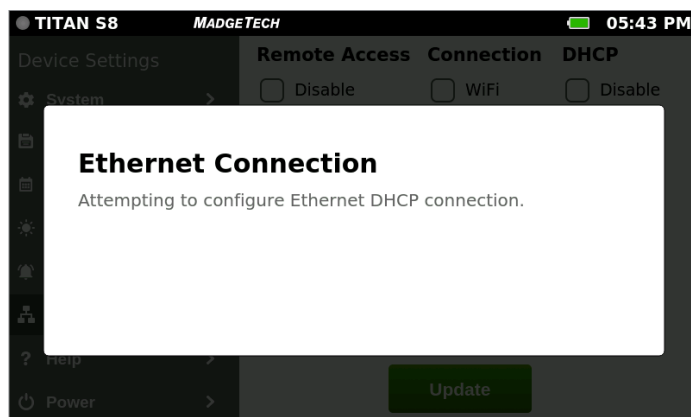 TITAN S8 MADGETECH 05:43 PM
Device Settings
Remote Access Connection DHCP
System
Disable WiFi Disable
Ethernet Connection
Attempting to configure Ethernet DHCP connection.
Help
Update
Power